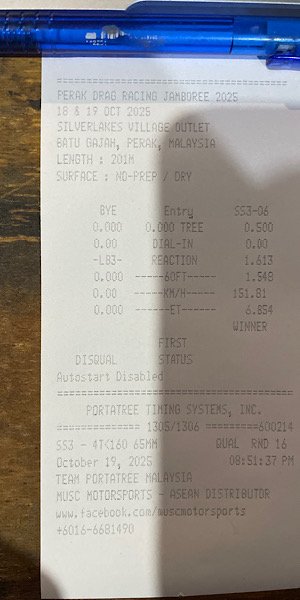 ==============================
PERAK DRAG RACING JAMBOREE 2025
18 & 19 OCT 2025
SILVERLAKES VILLAGE OUTLET
BATU GAJAH, PERAK, MALAYSIA
LENGTH : 201M
SURFACE : NO-PREP / DRY
BYE Entry SS3-06
0.000 0.000 TREE 0.500
0.00 DIAL-IN 0.00
-LB3- REACTION 1.613
0.000 ------60FT------ 1.548
0.00 ------KM/H------ 151.81
0.000 -------ET------- 6.854
WINNER
FIRST
DISQUAL STATUS
Autostart Disabled
==============================
PORTATREE TIMING SYSTEMS, INC.
============ 1305/1306 =========600214
SS3 - 4T<160 65MM QUAL RND 16
October 19, 2025 08:51:37 PM
TEAM PORTATREE MALAYSIA
MUSC MOTORSPORTS - ASEAN DISTRIBUTOR
www.facebook.com/muscmotorsports
+6016-6681490